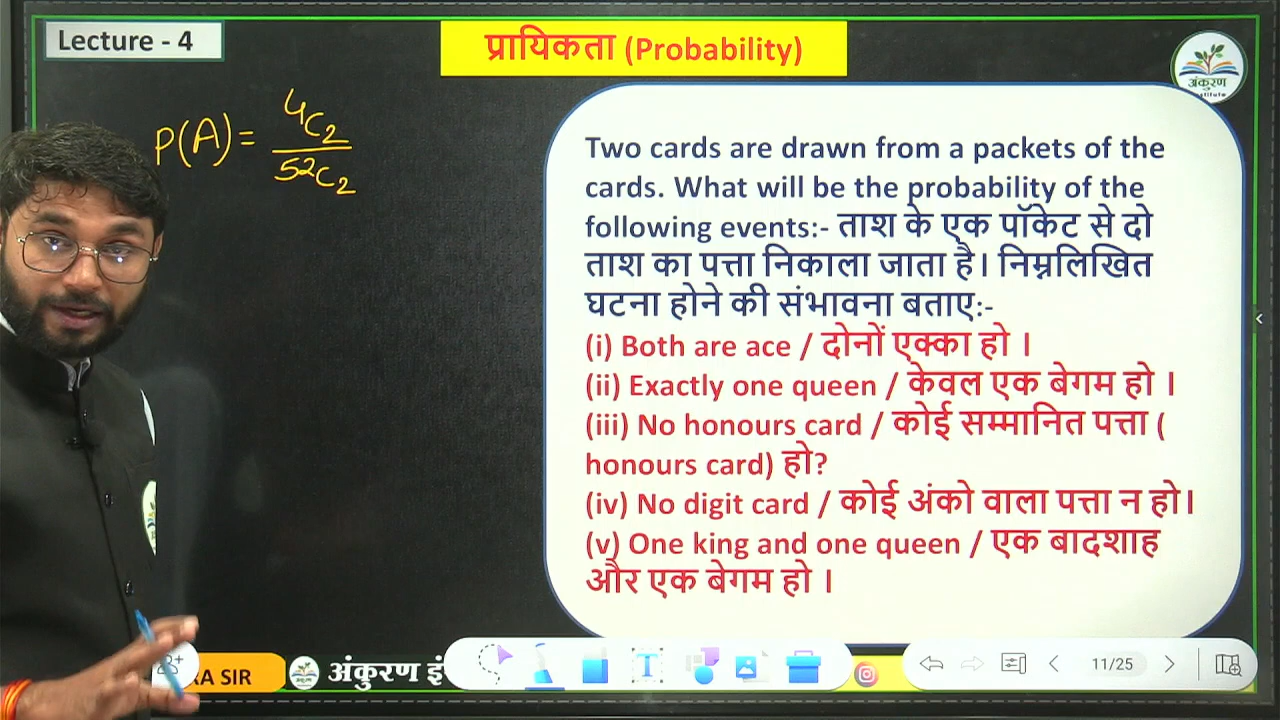 Lecture - 4
प्रायिकता (Probability)
अंकुरण
P(A) = 4C2
52C2
Two cards are drawn from a packets of the
cards. What will be the probability of the
following events:- ताश के एक पॉकेट से दो
ताश का पत्ता निकाला जाता है। निम्नलिखित
घटना होने की संभावना बताए:-
(i) Both are ace / दोनों एक्का हो ।
(ii) Exactly one queen / केवल एक बेगम हो ।
(iii) No honours card / कोई सम्मानित पत्ता (
honours card) हो?
(iv) No digit card / कोई अंको वाला पत्ता न हो।
(v) One king and one queen / एक बादशाह
और एक बेगम हो ।
SIR
अंकुरण
T
11/25